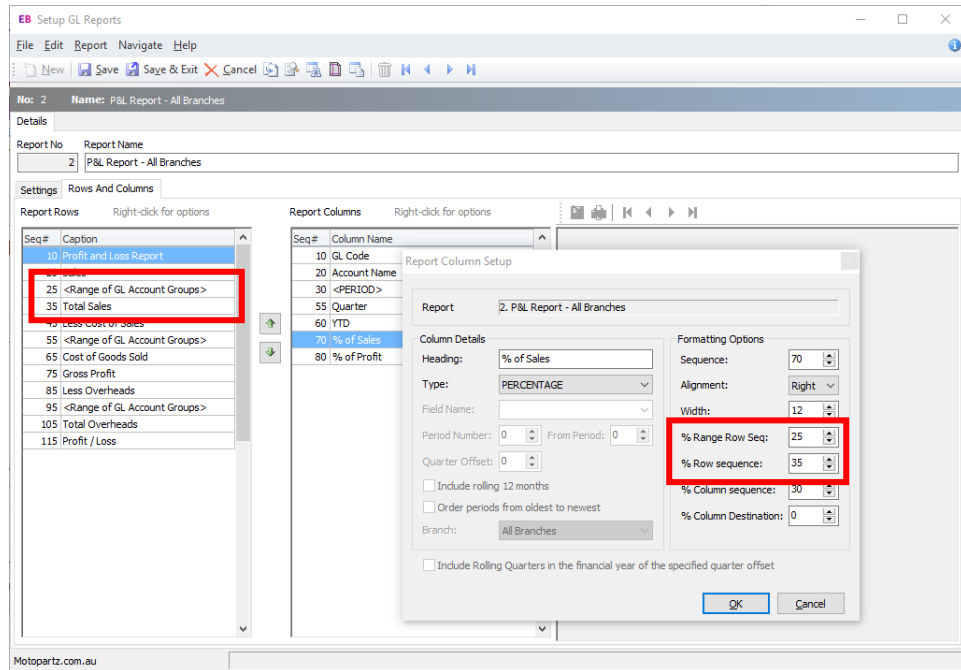 EB Setup GL Reports
File Edit Report Navigate Help
New Save Save & Exit Cancel
No: 2 Name: P&L Report - All Branches
Details
Report No Report Name
2 P&L Report - All Branches
Settings Rows And Columns
Report Rows Right-click for options Report Columns Right-click for options
Seq# Caption
10 Profit and Loss Report
Sales
25 <Range of GL Account Groups>
35 Total Sales
45 Less Cost of Sales
55 <Range of GL Account Groups>
65 Cost of Goods Sold
75 Gross Profit
85 Less Overheads
95 <Range of GL Account Groups>
105 Total Overheads
115 Profit / Loss
Seq# Column Name
10 GL Code
20 Account Name
30 <PERIOD>
55 Quarter
60 YTD
70 % of Sales
80 % of Profit
Report Column Setup
Report 2. P&L Report - All Branches
Column Details
Heading: % of Sales
Type: PERCENTAGE
Field Name:
Period Number: 0 From Period: 0
Quarter Offset: 0
Include rolling 12 months
Order periods from oldest to newest
Branch: All Branches
Formatting Options
Sequence: 70
Alignment: Right
Width: 12
% Range Row Seq: 25
% Row sequence: 35
% Column sequence: 30
% Column Destination: 0
Include Rolling Quarters in the financial year of the specified quarter offset
OK Cancel
Motopartz.com.au